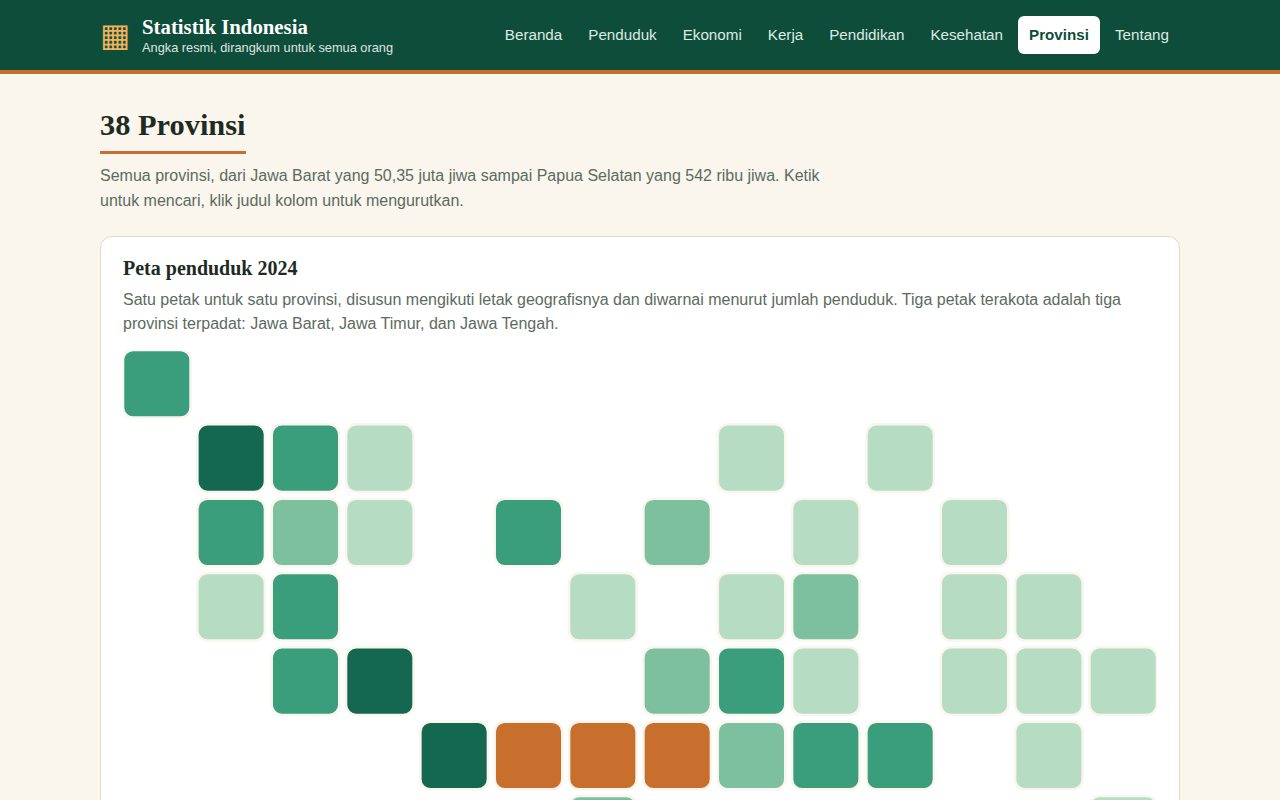 Statistik Indonesia
Angka resmi, dirangkum untuk semua orang
Beranda Penduduk Ekonomi Kerja Pendidikan Kesehatan Provinsi Tentang
38 Provinsi
Semua provinsi, dari Jawa Barat yang 50,35 juta jiwa sampai Papua Selatan yang 542 ribu jiwa. Ketik
untuk mencari, klik judul kolom untuk mengurutkan.
Peta penduduk 2024
Satu petak untuk satu provinsi, disusun mengikuti letak geografisnya dan diwarnai menurut jumlah penduduk. Tiga petak terakota adalah tiga
provinsi terpadat: Jawa Barat, Jawa Timur, dan Jawa Tengah.